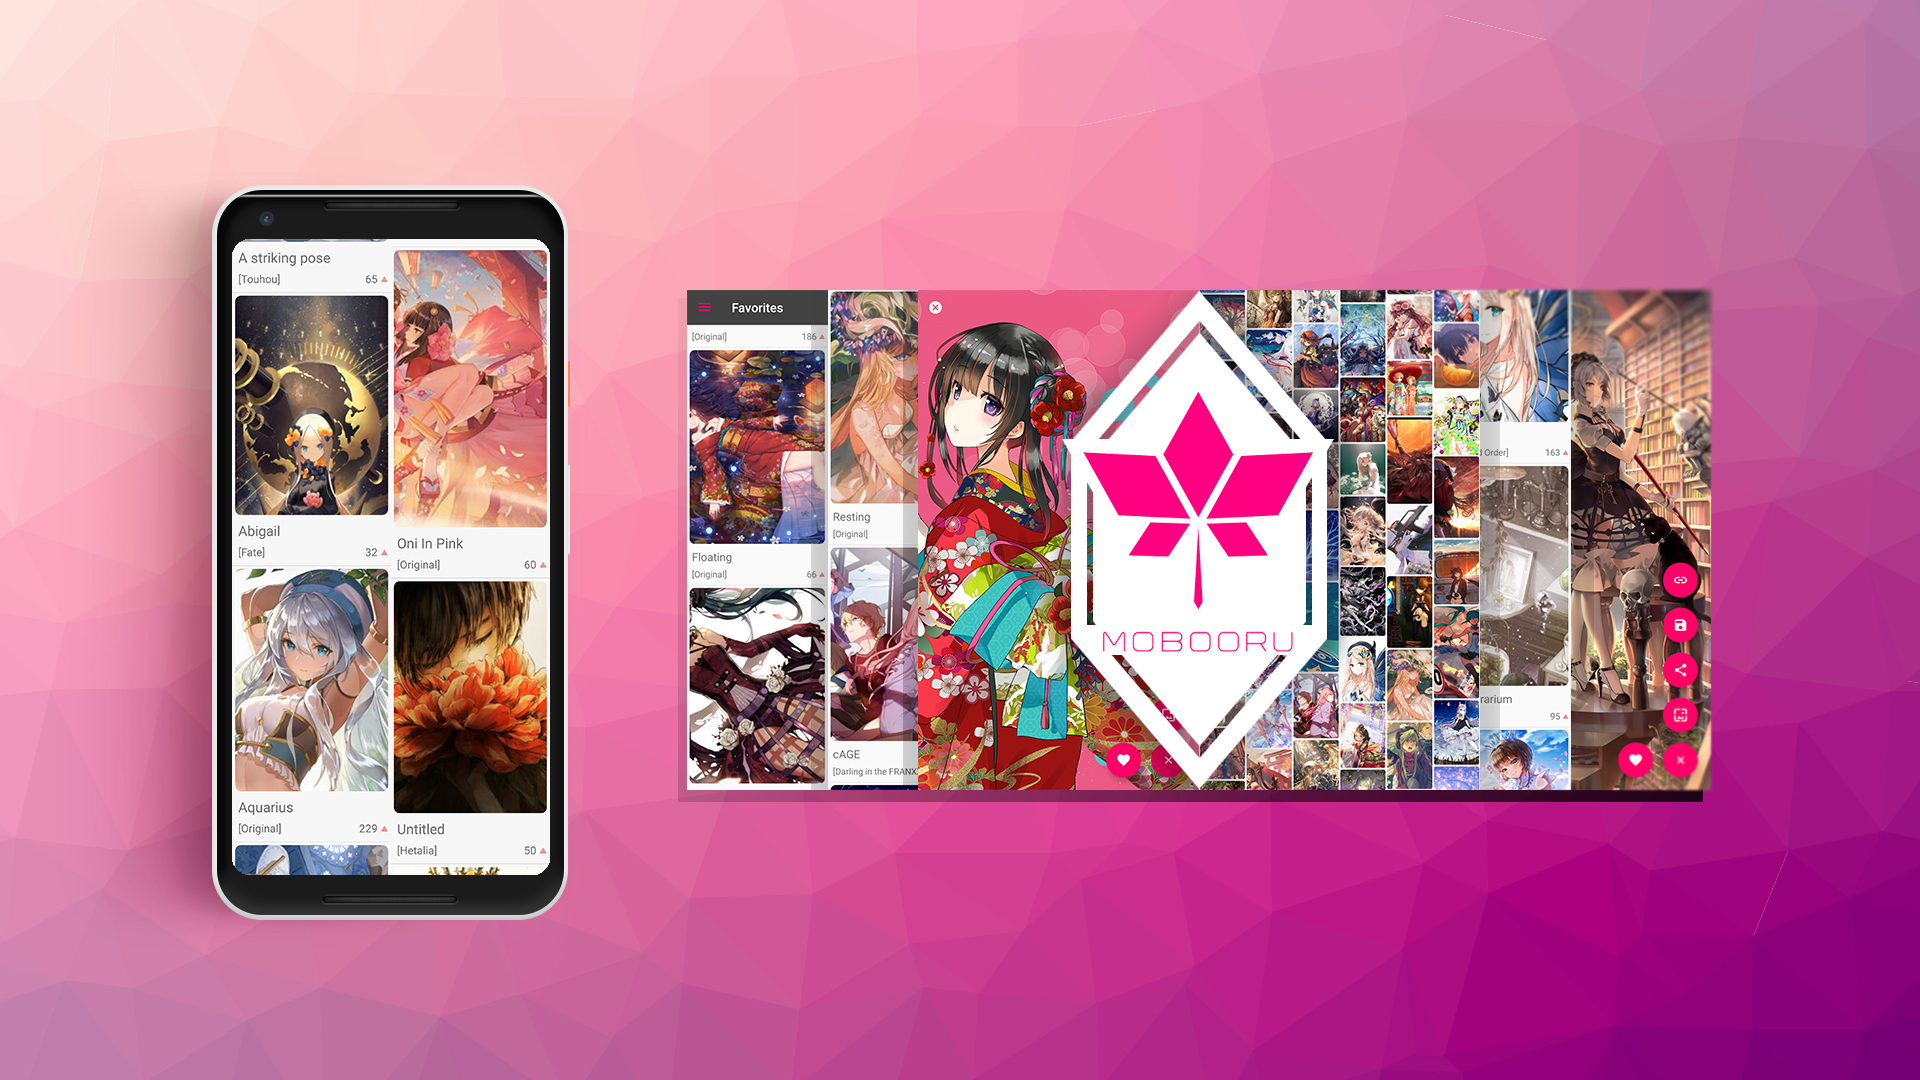 A striking pose
[Touhou] 65
Abigail
[Fate] 32
Aquarius
[Original] 229
Oni In Pink
[Original] 60
Untitled
[Hetalia] 50
Favorites
[Original] 186
Floating
[Original] 66
Resting
[Original]
cAGE
[Darling in the FRANX
MOBOORU
Order] 163
rarium
95